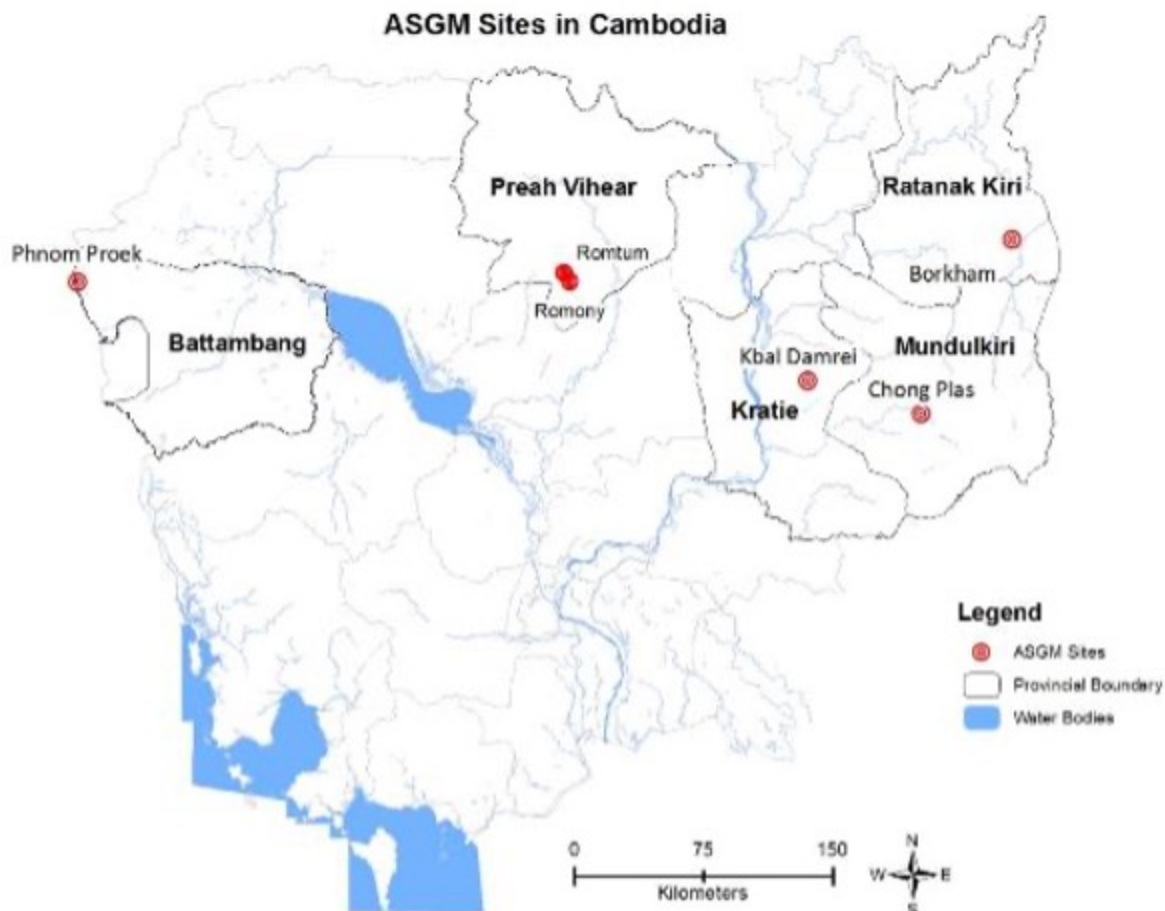 ASGM Sites in Cambodia
Preah Vihear
Ratanak Kiri
Phnom Proek
Romtum
Borkham
Romony
Battambang
Kbal Damrei
Mundulkiri
Chong Plas
Kratie
Legend
ASGM Sites
Provincial Boundary
Water Bodies
0 75 150
Kilometers
N
W E
S